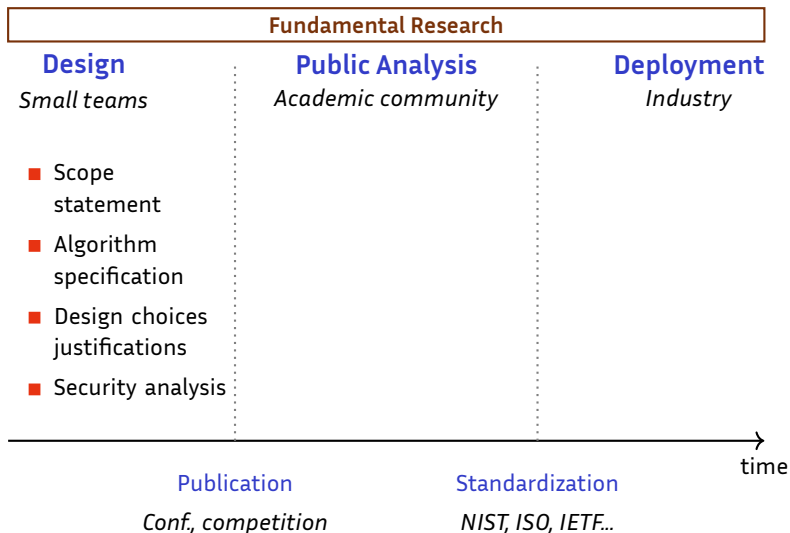 Fundamental Research
Design
Small teams
Public Analysis
Academic community
Deployment
Industry
Scope
statement
Algorithm
specification
Design choices
justifications
Security analysis
time
Publication
Conf., competition
Standardization
NIST, ISO, IETF...